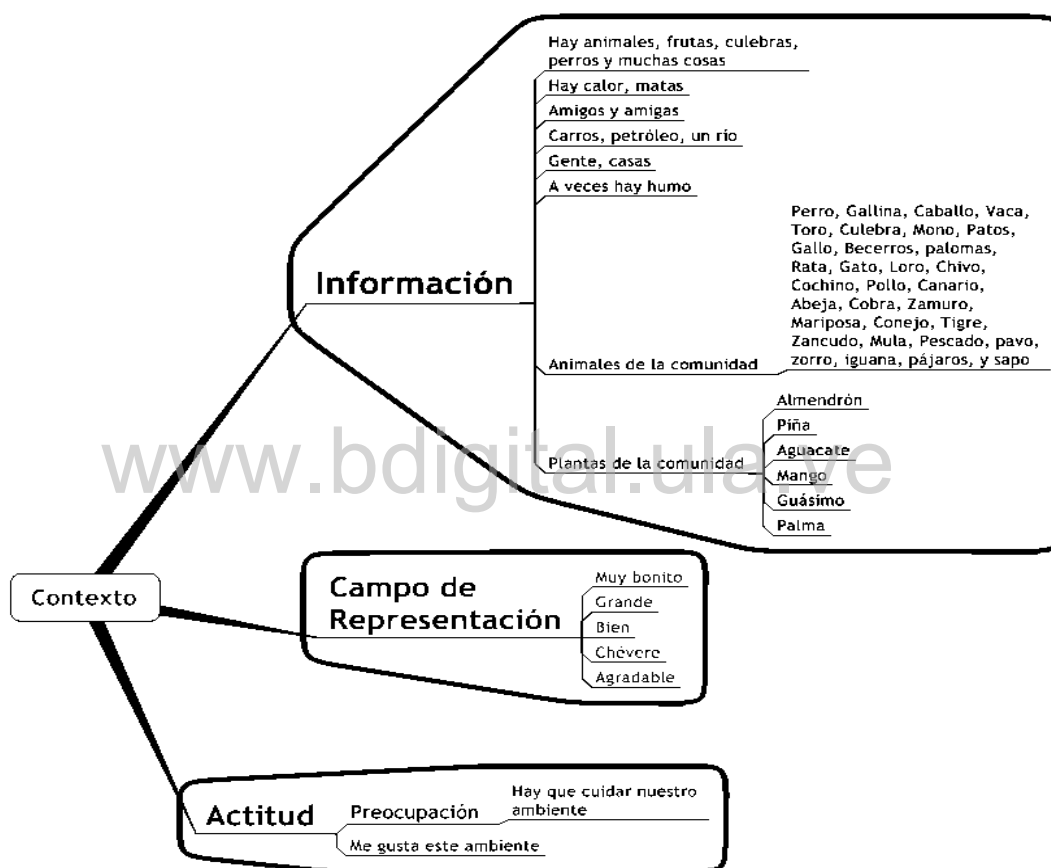 Hay animales, frutas, culebras,
perros y muchas cosas
Hay calor, matas
Amigos y amigas
Carros, petróleo, un río
Gente, casas
A veces hay humo
Información
Perro, Gallina, Caballo, Vaca,
Toro, Culebra, Mono, Patos,
Gallo, Becerros, palomas,
Rata, Gato, Loro, Chivo,
Cochino, Pollo, Canario,
Abeja, Cobra, Zamuro,
Mariposa, Conejo, Tigre,
Zancudo, Mula, Pescado, pavo,
zorro, iguana, pájaros, y sapo
Animales de la comunidad
Almendrón
Piña
Aguacate
Mango
Guásimo
Palma
Plantas de la comunidad
www.bdigital.ula.ve
Contexto
Campo de
Representación
Muy bonito
Grande
Bien
Chévere
Agradable
Actitud
Preocupación
Hay que cuidar nuestro
ambiente
Me gusta este ambiente